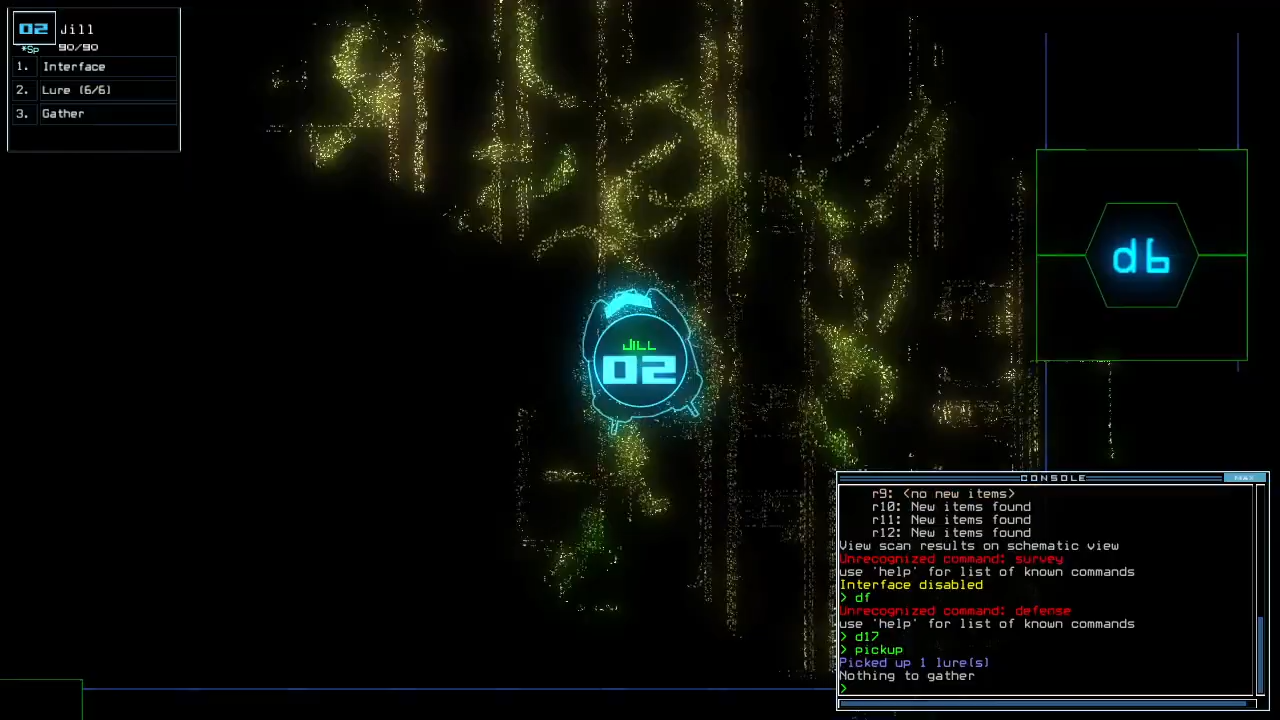 02 Jill
*Sp 90/90
1. Interface
2. Lure (6/6)
3. Gather
JILL
02
d6
CONSOLE
MAX
r9: <no new items>
r10: New items found
r11: New items found
r12: New items found
View scan results on schematic view
Unrecognized command: survey
use 'help' for list of known commands
Interface disabled
> df
Unrecognized command: defense
use 'help' for list of known commands
> d17
> pickup
Picked up 1 lure(s)
Nothing to gather
>